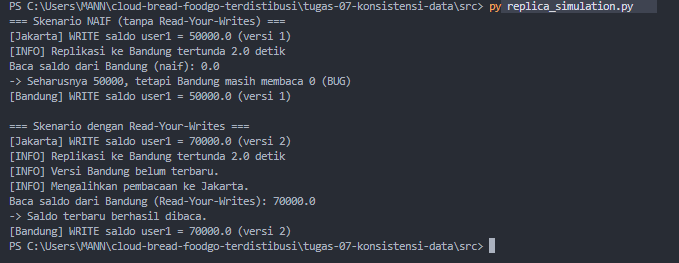 PS C:\Users\MANN\cloud-bread-foodgo-terdistibusi\tugas-07-konsistensi-data\src> py replica_simulation.py
=== Skenario NAIF (tanpa Read-Your-Writes) ===
[Jakarta] WRITE saldo user1 = 50000.0 (versi 1)
[INFO] Replikasi ke Bandung tertunda 2.0 detik
Baca saldo dari Bandung (naif): 0.0
-> Seharusnya 50000, tetapi Bandung masih membaca 0 (BUG)
[Bandung] WRITE saldo user1 = 50000.0 (versi 1)
=== Skenario dengan Read-Your-Writes ===
[Jakarta] WRITE saldo user1 = 70000.0 (versi 2)
[INFO] Replikasi ke Bandung tertunda 2.0 detik
[INFO] Versi Bandung belum terbaru.
[INFO] Mengalihkan pembacaan ke Jakarta.
Baca saldo dari Bandung (Read-Your-Writes): 70000.0
-> Saldo terbaru berhasil dibaca.
[Bandung] WRITE saldo user1 = 70000.0 (versi 2)
PS C:\Users\MANN\cloud-bread-foodgo-terdistibusi\tugas-07-konsistensi-data\src>